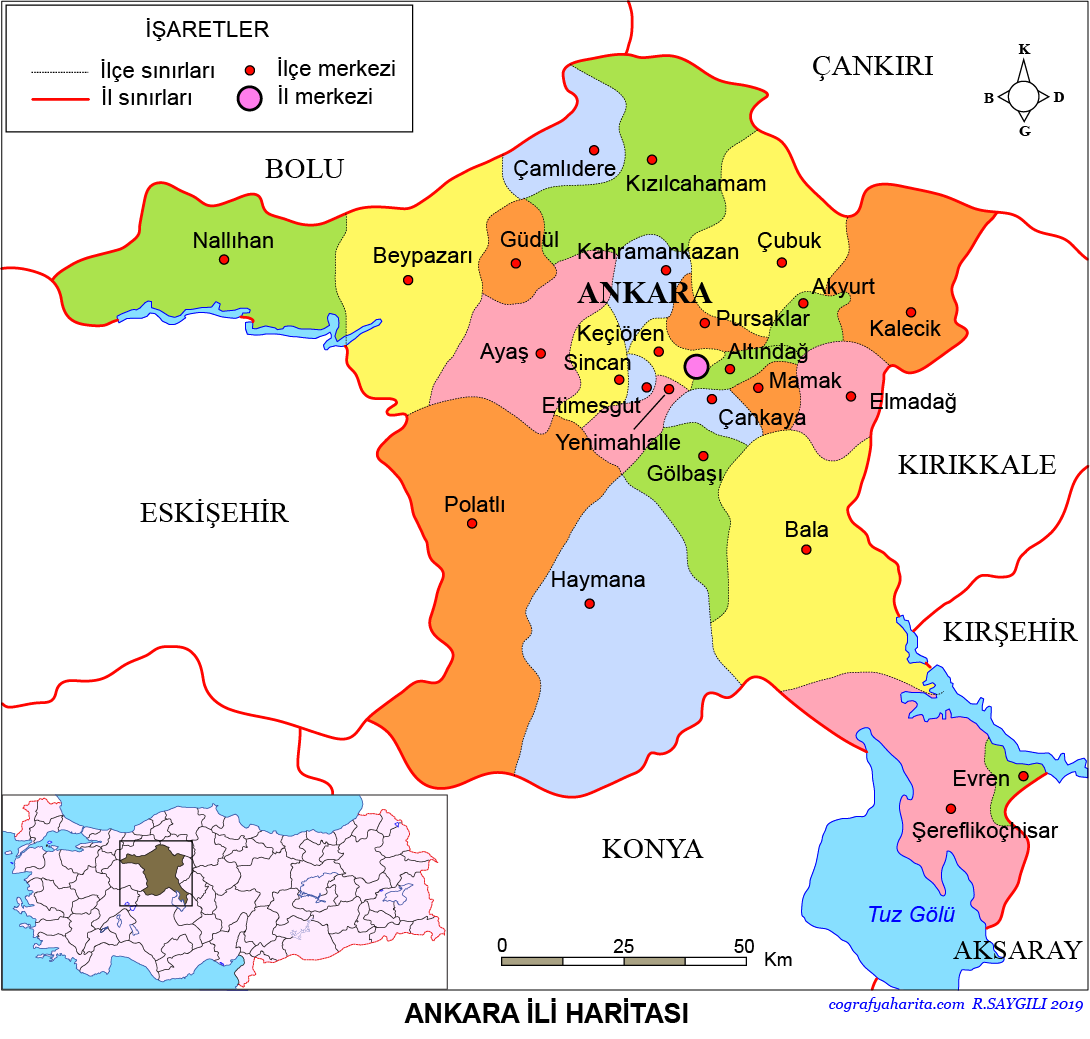 İŞARETLER
İlçe sınırları
İlçe merkezi
İl sınırları
İl merkezi
ÇANKIRI
K
B
D
G
BOLU
Çamlıdere
Kızılcahamam
Nallıhan
Beypazarı
Güdül
Kahramankazan
Çubuk
ANKARA
Akyurt
Pursaklar
Kalecik
Keçiören
Ayaş
Sincan
Altındağ
Mamak
Elmadağ
Etimesgut
Çankaya
Yenimahlalle
Gölbaşı
KIRIKKALE
Polatlı
ESKİŞEHİR
Bala
Haymana
KIRŞEHİR
Evren
Şereflikoçhisar
KONYA
Tuz Gölü
AKSARAY
0 25 50 Km
ANKARA İLİ HARİTASI
cografyaharita.com R.SAYGILI 2019